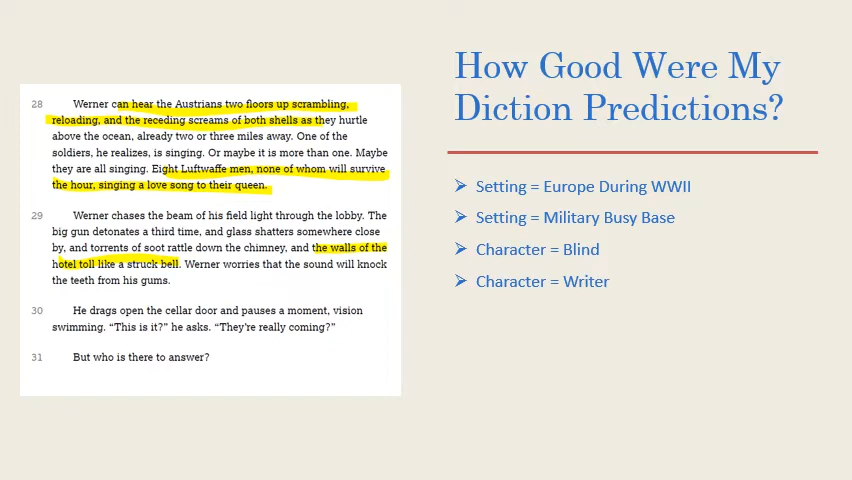 How Good Were My
Diction Predictions?
28 Werner can hear the Austrians two floors up scrambling,
reloading, and the receding screams of both shells as they hurtle
above the ocean, already two or three miles away. One of the
soldiers, he realizes, is singing. Or maybe it is more than one. Maybe
they are all singing. Eight Luftwaffe men, none of whom will survive
the hour, singing a love song to their queen.
29 Werner chases the beam of his field light through the lobby. The
big gun detonates a third time, and glass shatters somewhere close
by, and torrents of soot rattle down the chimney, and the walls of the
hotel toll like a struck bell. Werner worries that the sound will knock
the teeth from his gums.
30 He drags open the cellar door and pauses a moment, vision
swimming. “This is it?” he asks. “They’re really coming?”
31 But who is there to answer?
Setting = Europe During WWII
Setting = Military Busy Base
Character = Blind
Character = Writer